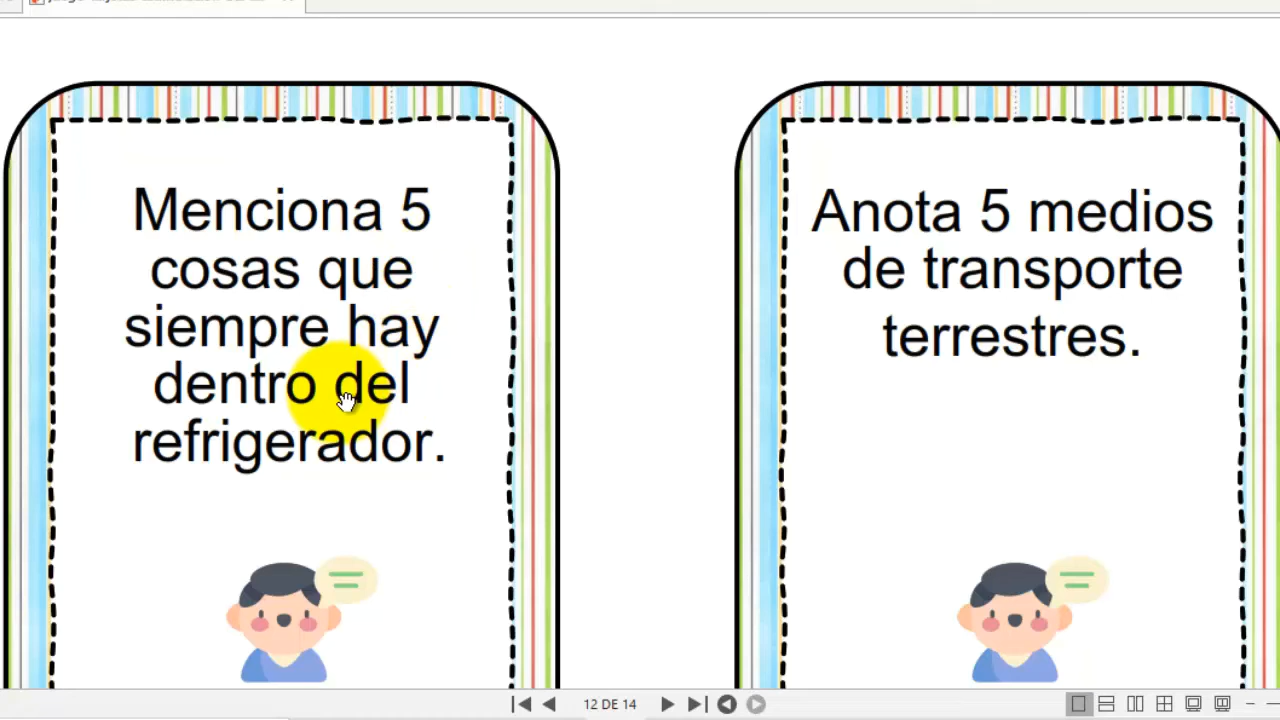 Menciona 5
cosas que
siempre hay
dentro del
refrigerador.
Anota 5 medios
de transporte
terrestres.
12 DE 14